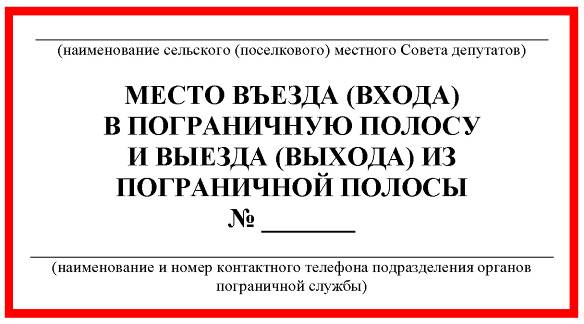 (наименование сельского (поселкового) местного Совета депутатов)
МЕСТО ВЪЕЗДА (ВХОДА)
В ПОГРАНИЧНУЮ ПОЛОСУ
И ВЫЕЗДА (ВЫХОДА) ИЗ
ПОГРАНИЧНОЙ ПОЛОСЫ
№ _______
(наименование и номер контактного телефона подразделения органов
пограничной службы)